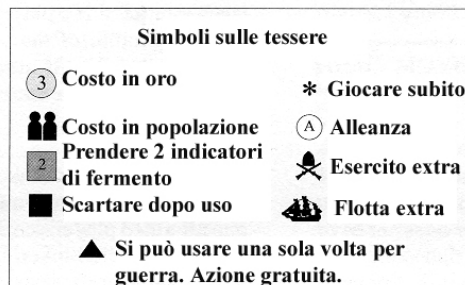 Simboli sulle tessere
3 Costo in oro
* Giocare subito
Costo in popolazione
A Alleanza
2 Prendere 2 indicatori
di fermento
Esercito extra
Scartare dopo uso
Flotta extra
Si può usare una sola volta per
guerra. Azione gratuita.